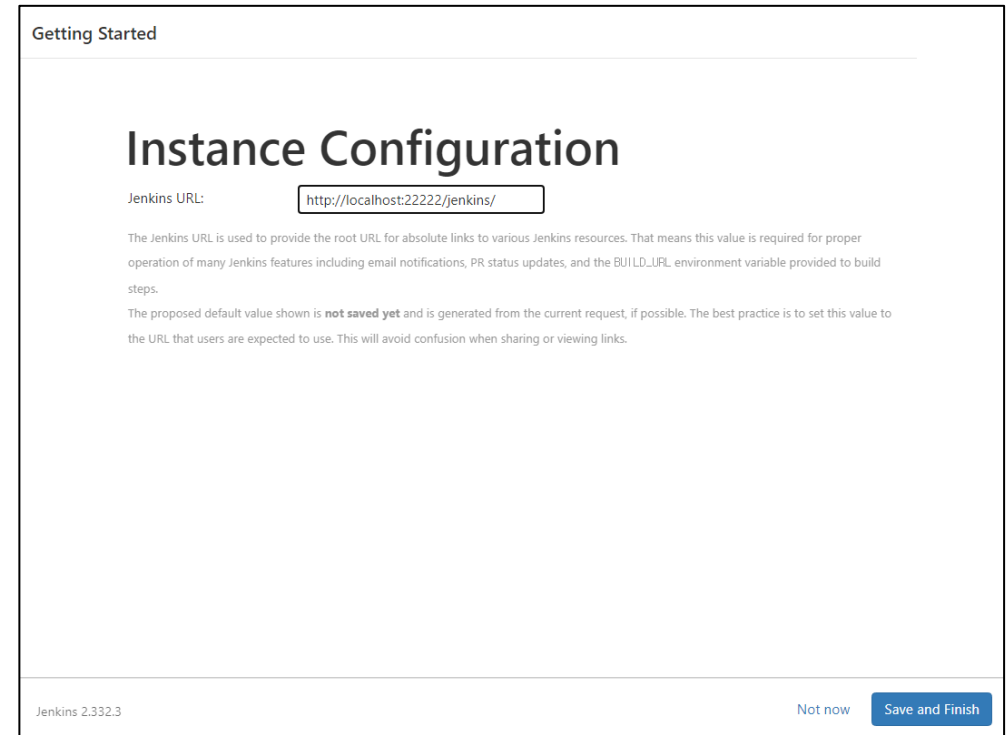 Getting Started
Instance Configuration
Jenkins URL:
http://localhost:22222/jenkins/
The Jenkins URL is used to provide the root URL for absolute links to various Jenkins resources. That means this value is required for proper
operation of many Jenkins features including email notifications, PR status updates, and the BUILD_URL environment variable provided to build
steps.
The proposed default value shown is not saved yet and is generated from the current request, if possible. The best practice is to set this value to
the URL that users are expected to use. This will avoid confusion when sharing or viewing links.
Jenkins 2.332.3
Not now
Save and Finish